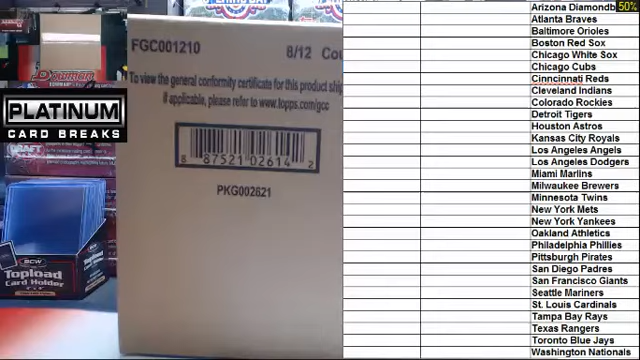 FGC001210 8/12 Cou
To view the general conformity certificate for this product ship
if applicable, please refer to www.topps.com/gcc
8 87521 02614 2
PKG002621
Bowman
PLATINUM
CARD BREAKS
DRAFT
BCW
Topload
Card Holder
Arizona Diamondb 50%
Atlanta Braves
Baltimore Orioles
Boston Red Sox
Chicago White Sox
Chicago Cubs
Cinncinnati Reds
Cleveland Indians
Colorado Rockies
Detroit Tigers
Houston Astros
Kansas City Royals
Los Angeles Angels
Los Angeles Dodgers
Miami Marlins
Milwaukee Brewers
Minnesota Twins
New York Mets
New York Yankees
Oakland Athletics
Philadelphia Phillies
Pittsburgh Pirates
San Diego Padres
San Francisco Giants
Seattle Mariners
St. Louis Cardinals
Tampa Bay Rays
Texas Rangers
Toronto Blue Jays
Washington Nationals